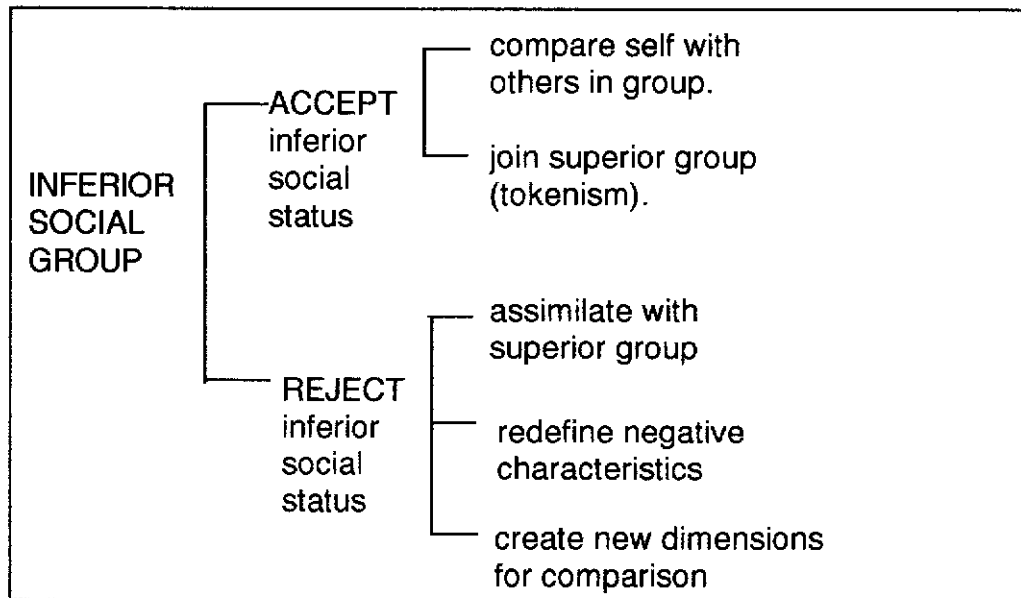 INFERIOR
SOCIAL
GROUP
ACCEPT
inferior
social
status
compare self with
others in group.
join superior group
(tokenism).
REJECT
inferior
social
status
assimilate with
superior group
redefine negative
characteristics
create new dimensions
for comparison